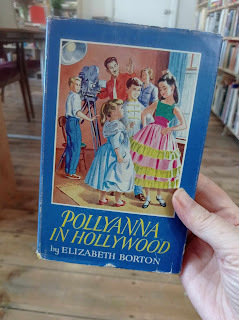 POLLYANNA
IN HOLLYWOOD
by ELIZABETH BORTON